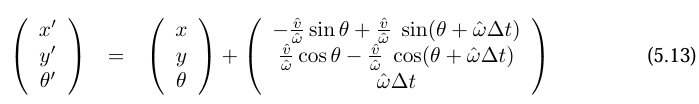 x′ = x + −v̂/ω̂ sin θ + v̂/ω̂ sin(θ + ω̂Δt)
y′ = y + v̂/ω̂ cos θ − v̂/ω̂ cos(θ + ω̂Δt) (5.13)
θ′ = θ + ω̂Δt